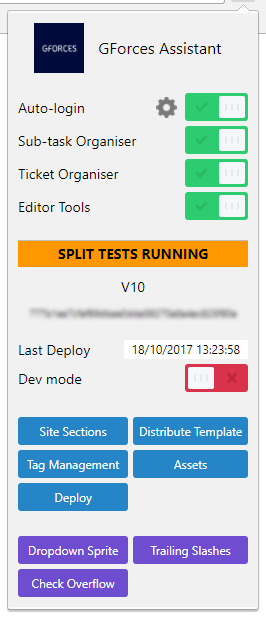 GFORCES
GForces Assistant
Auto-login
Sub-task Organiser
Ticket Organiser
Editor Tools
SPLIT TESTS RUNNING
V10
Last Deploy 18/10/2017 13:23:58
Dev mode
Site Sections Distribute Template
Tag Management Assets
Deploy
Dropdown Sprite Trailing Slashes
Check Overflow